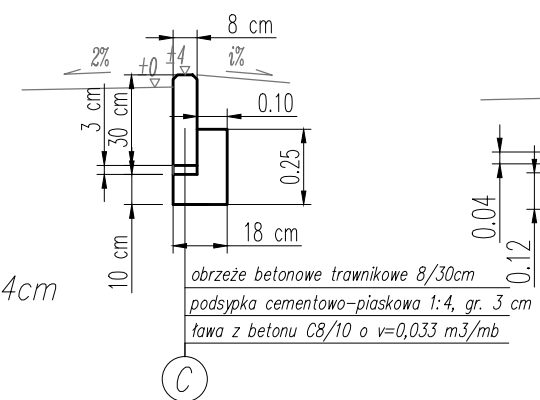 8 cm
2%
±0
±4
i%
3 cm
30 cm
0.10
0.25
10 cm
18 cm
0.04
0.12
4cm
obrzeże betonowe trawnikowe 8/30cm
podsypka cementowo-piaskowa 1:4, gr. 3 cm
ława z betonu C8/10 o v=0,033 m3/mb
C